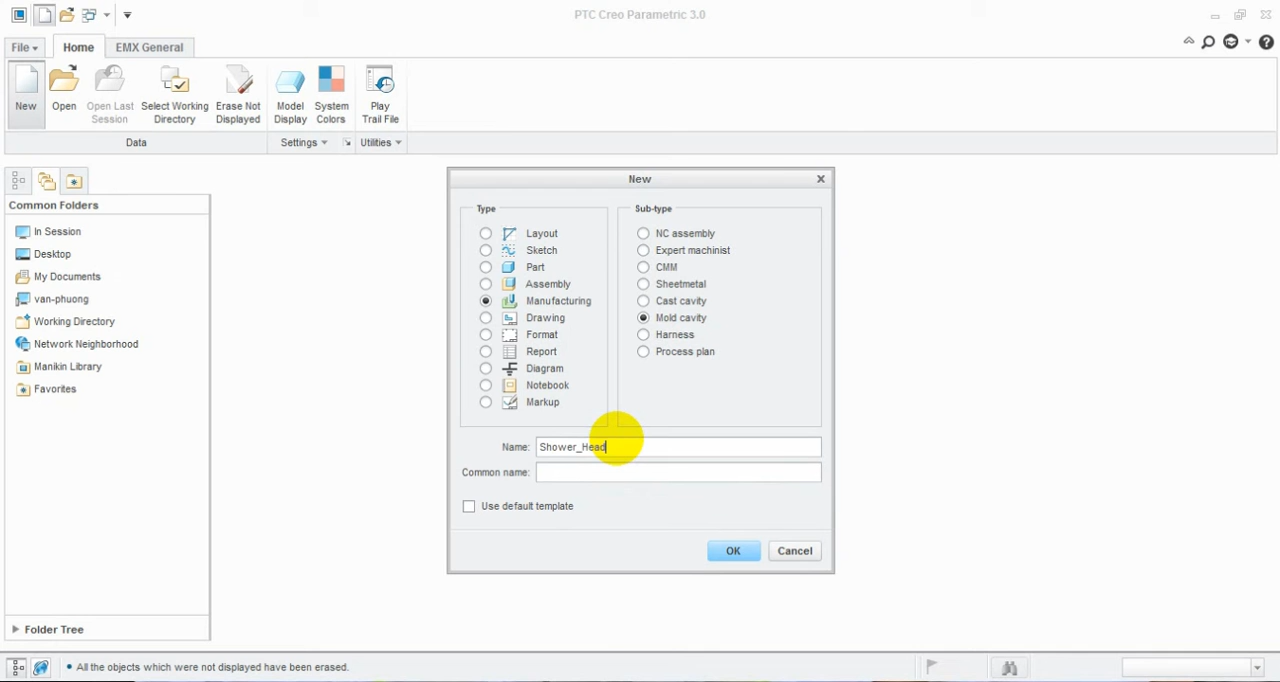 PTC Creo Parametric 3.0
File Home EMX General
New Open Open Last Session Select Working Directory Erase Not Displayed Model Display System Colors Play Trail File
Data Settings Utilities
Common Folders
In Session
Desktop
My Documents
van-phuong
Working Directory
Network Neighborhood
Manikin Library
Favorites
Folder Tree
New
Type
Layout
Sketch
Part
Assembly
Manufacturing
Drawing
Format
Report
Diagram
Notebook
Markup
Sub-type
NC assembly
Expert machinist
CMM
Sheetmetal
Cast cavity
Mold cavity
Harness
Process plan
Name: Shower_Head
Common name:
Use default template
OK Cancel
All the objects which were not displayed have been erased.